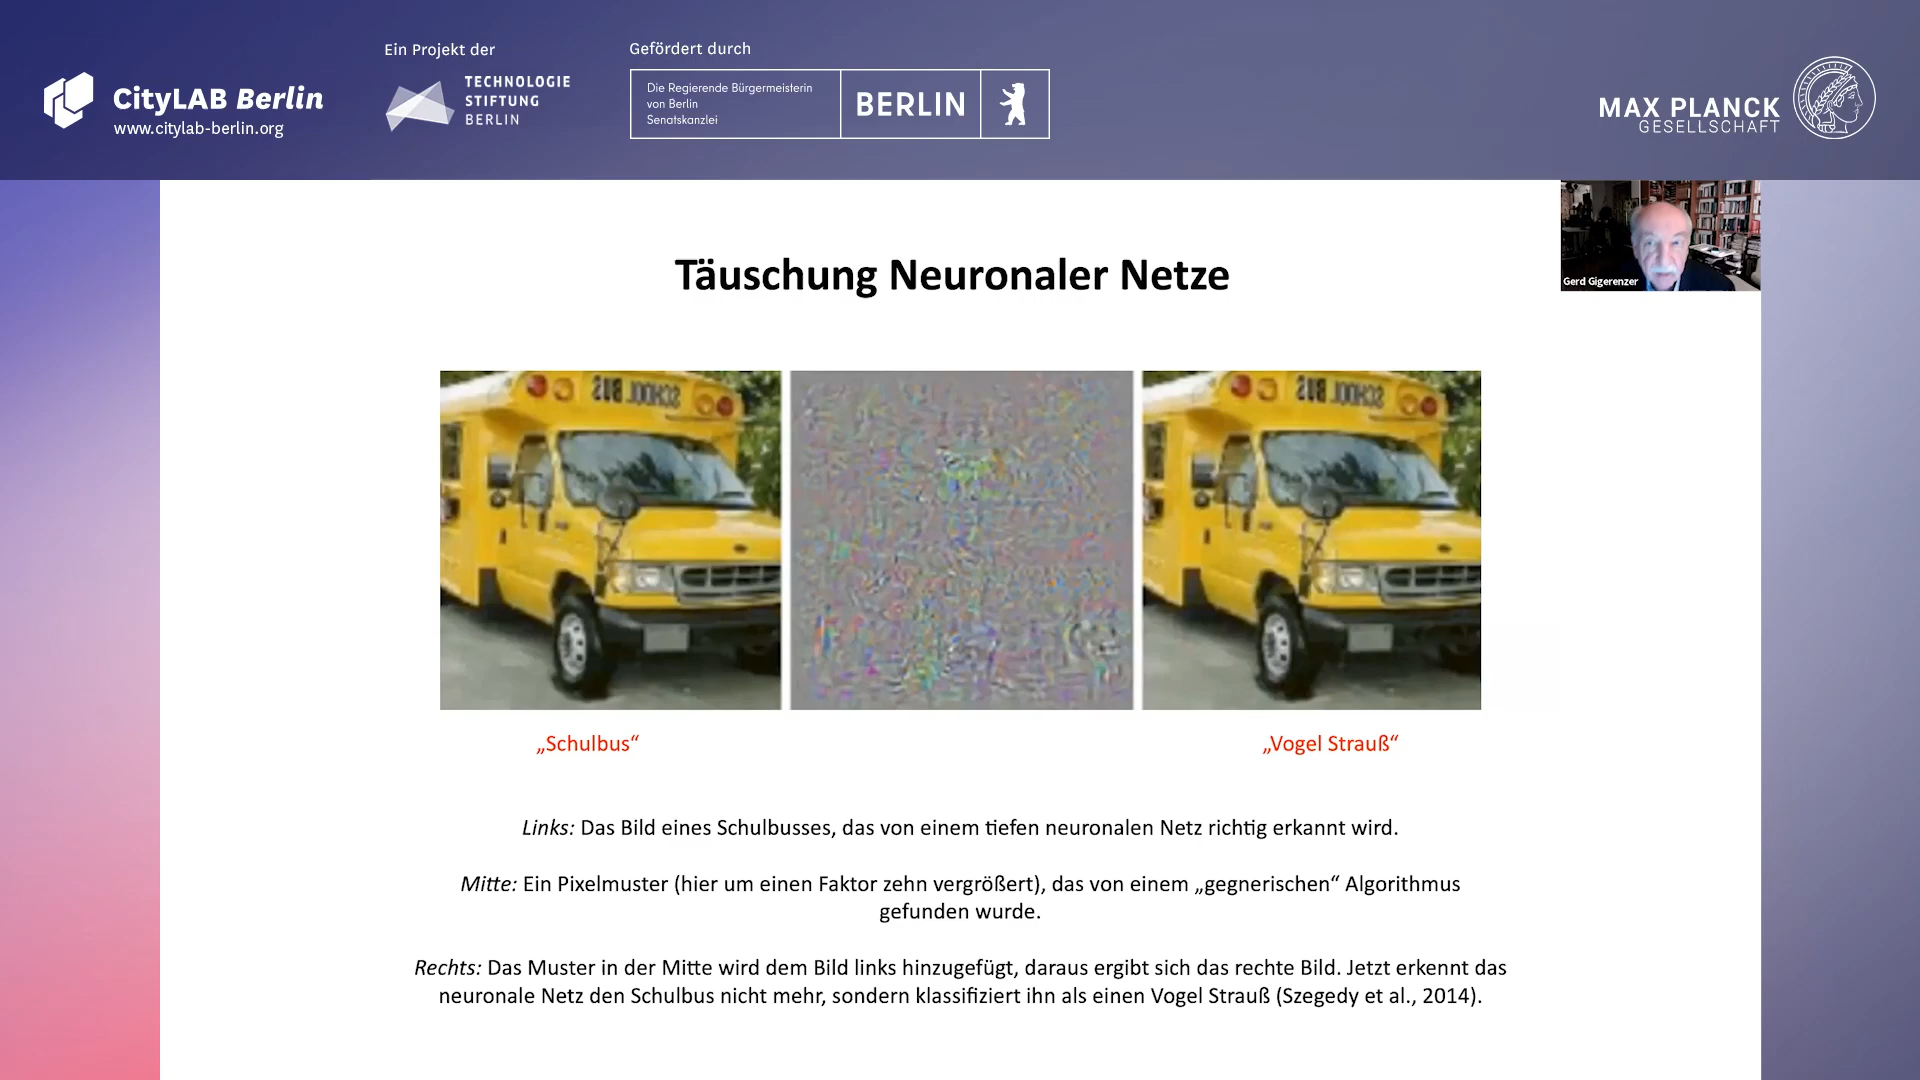 Ein Projekt der
Gefördert durch
CityLAB Berlin
www.citylab-berlin.org
TECHNOLOGIE
STIFTUNG
BERLIN
Die Regierende Bürgermeisterin
von Berlin
Senatskanzlei
BERLIN
MAX PLANCK
GESELLSCHAFT
Gerd Gigerenzer
Täuschung Neuronaler Netze
SCHOOL BUS
SCHOOL BUS
„Schulbus“
„Vogel Strauß“
Links: Das Bild eines Schulbusses, das von einem tiefen neuronalen Netz richtig erkannt wird.
Mitte: Ein Pixelmuster (hier um einen Faktor zehn vergrößert), das von einem „gegnerischen“ Algorithmus
gefunden wurde.
Rechts: Das Muster in der Mitte wird dem Bild links hinzugefügt, daraus ergibt sich das rechte Bild. Jetzt erkennt das
neuronale Netz den Schulbus nicht mehr, sondern klassifiziert ihn als einen Vogel Strauß (Szegedy et al., 2014).